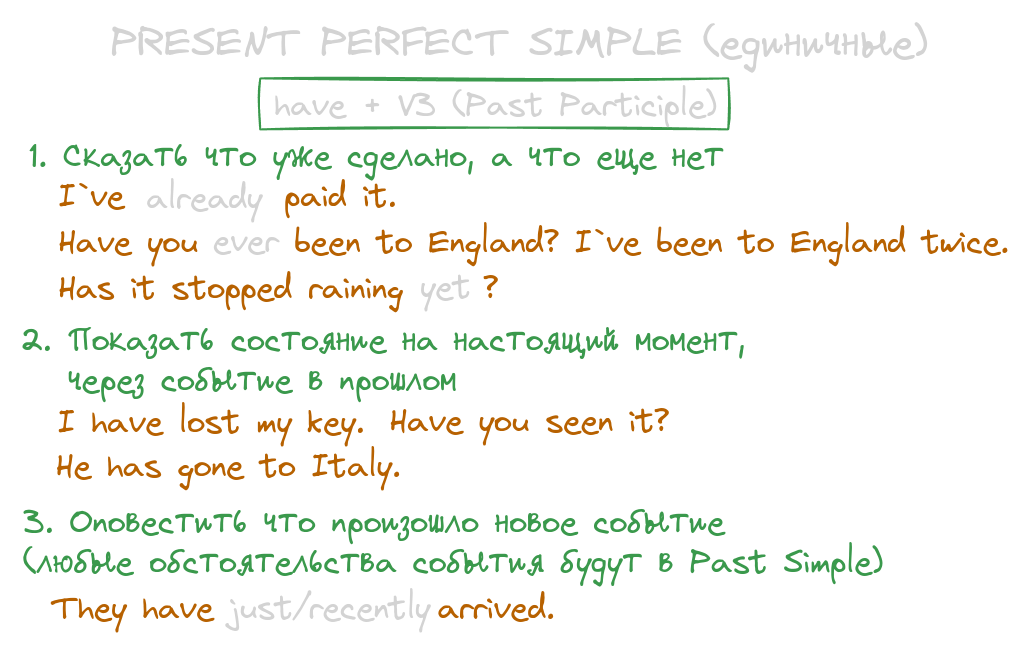 PRESENT PERFECT SIMPLE (единичные)
have + V3 (Past Participle)
1. Сказать что уже сделано, а что еще нет
I`ve already paid it.
Have you ever been to England? I`ve been to England twice.
Has it stopped raining yet ?
2. Показать состояние на настоящий момент,
через событие в прошлом
I have lost my key. Have you seen it?
He has gone to Italy.
3. Оповестить что произошло новое событие
(любые обстоятельства события будут в Past Simple)
They have just/recently arrived.